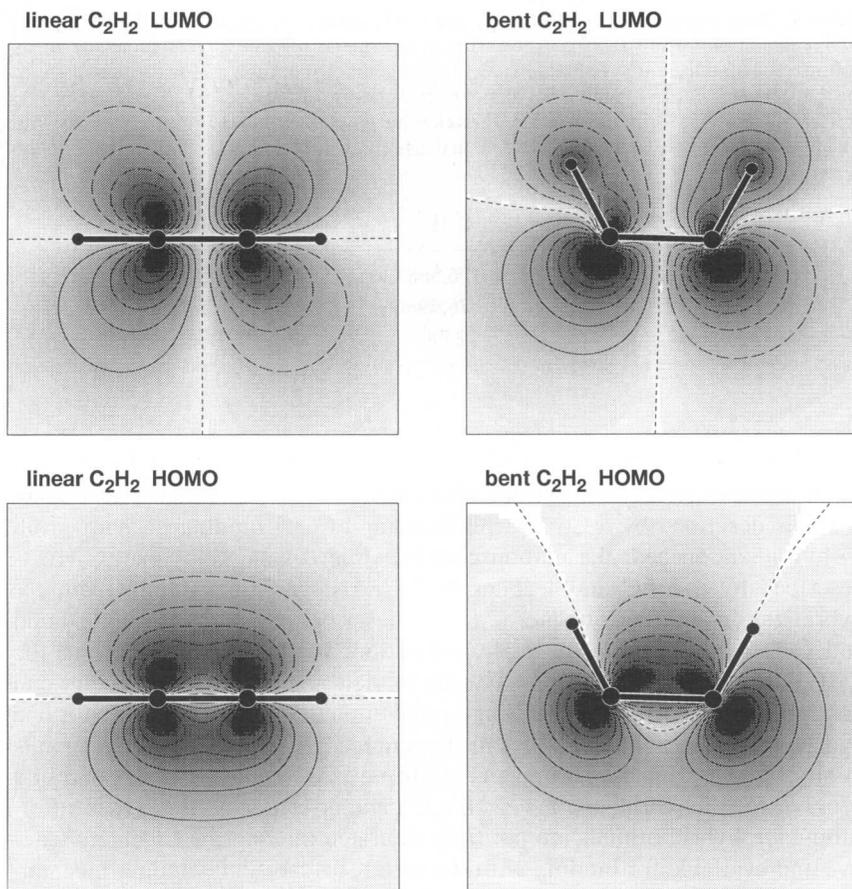 linear C₂H₂ LUMO
bent C₂H₂ LUMO
linear C₂H₂ HOMO
bent C₂H₂ HOMO